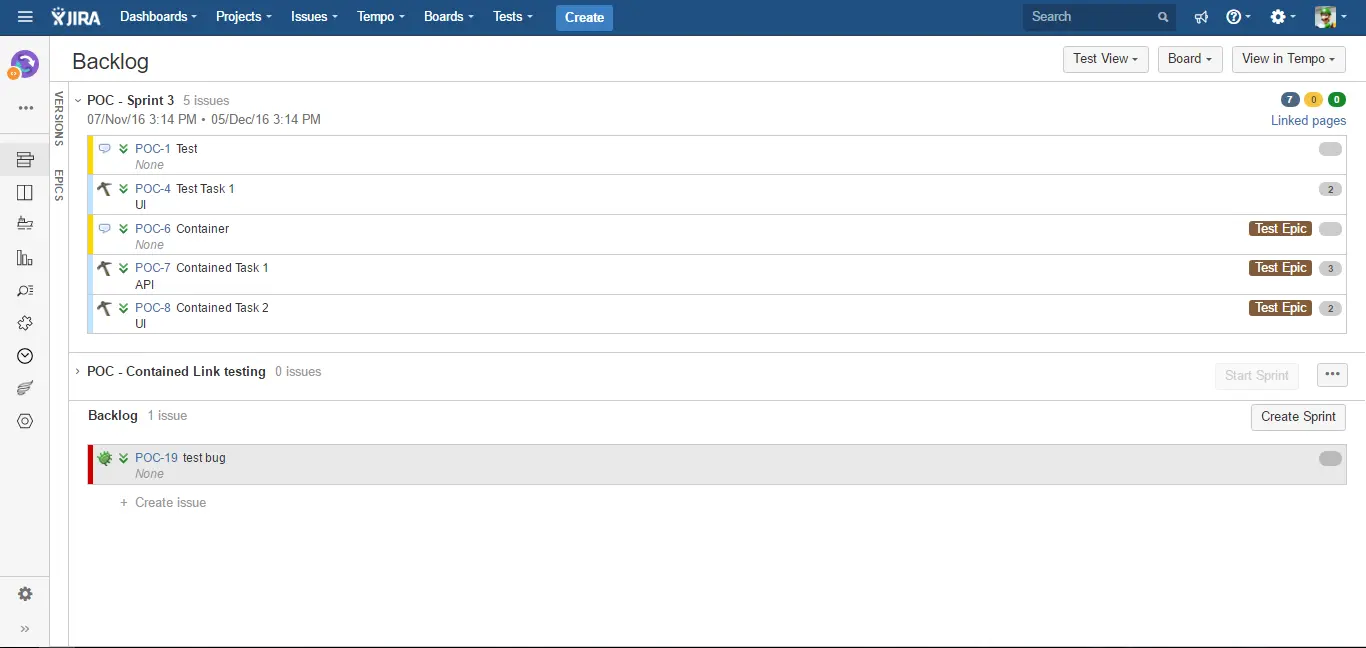 JIRA Dashboards Projects Issues Tempo Boards Tests Create Search
Backlog Test View Board View in Tempo
VERSIONS
EPICS
POC - Sprint 3 5 issues 7 0 0
07/Nov/16 3:14 PM • 05/Dec/16 3:14 PM Linked pages
POC-1 Test
None
POC-4 Test Task 1 2
UI
POC-6 Container Test Epic
None
POC-7 Contained Task 1 Test Epic 3
API
POC-8 Contained Task 2 Test Epic 2
UI
POC - Contained Link testing 0 issues Start Sprint •••
Backlog 1 issue Create Sprint
POC-19 test bug
None
+ Create issue